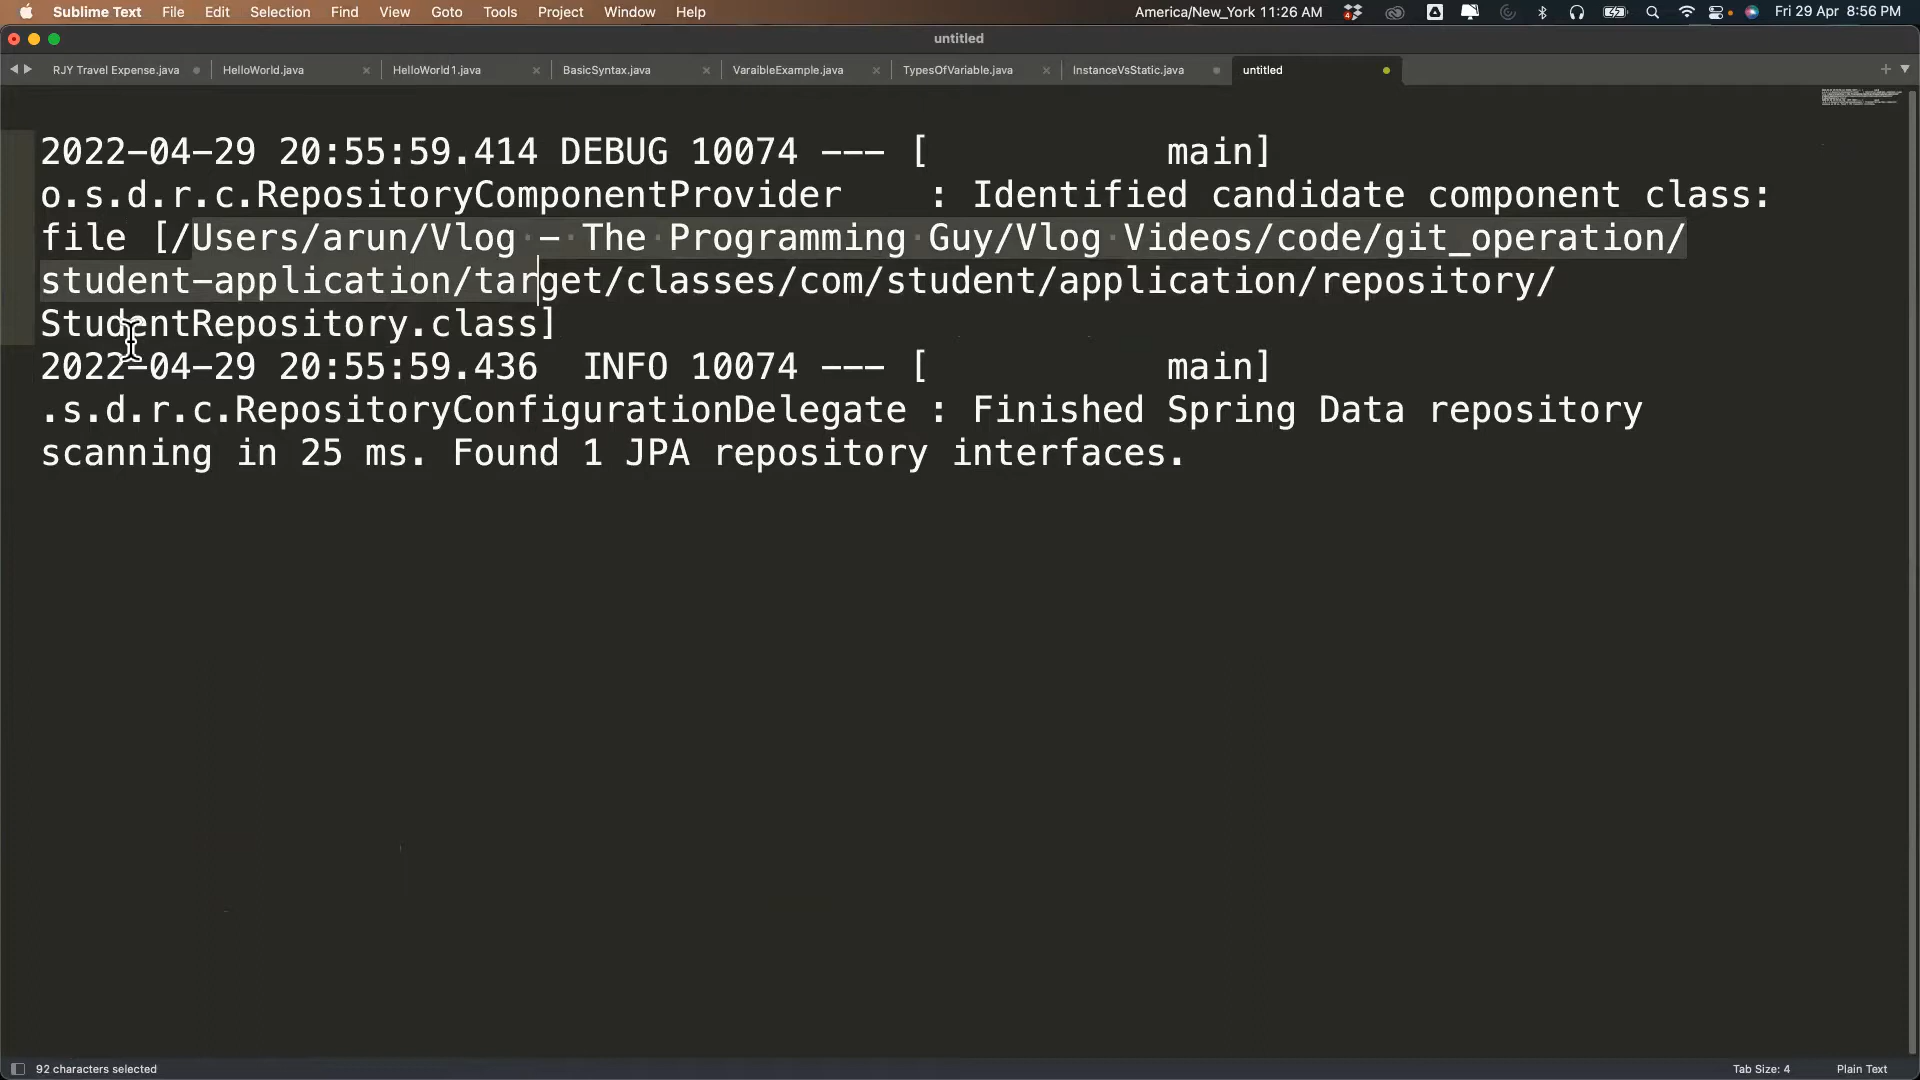 Sublime Text File Edit Selection Find View Goto Tools Project Window Help America/New_York 11:26 AM Fri 29 Apr 8:56 PM
untitled
RJY Travel Expense.java HelloWorld.java HelloWorld1.java BasicSyntax.java VaraibleExample.java TypesOfVariable.java InstanceVsStatic.java untitled
2022-04-29 20:55:59.414 DEBUG 10074 --- [           main]
o.s.d.r.c.RepositoryComponentProvider    : Identified candidate component class:
file [/Users/arun/Vlog - The Programming Guy/Vlog Videos/code/git_operation/
student-application/target/classes/com/student/application/repository/
StudentRepository.class]
2022-04-29 20:55:59.436  INFO 10074 --- [           main]
.s.d.r.c.RepositoryConfigurationDelegate : Finished Spring Data repository
scanning in 25 ms. Found 1 JPA repository interfaces.
92 characters selected Tab Size: 4 Plain Text